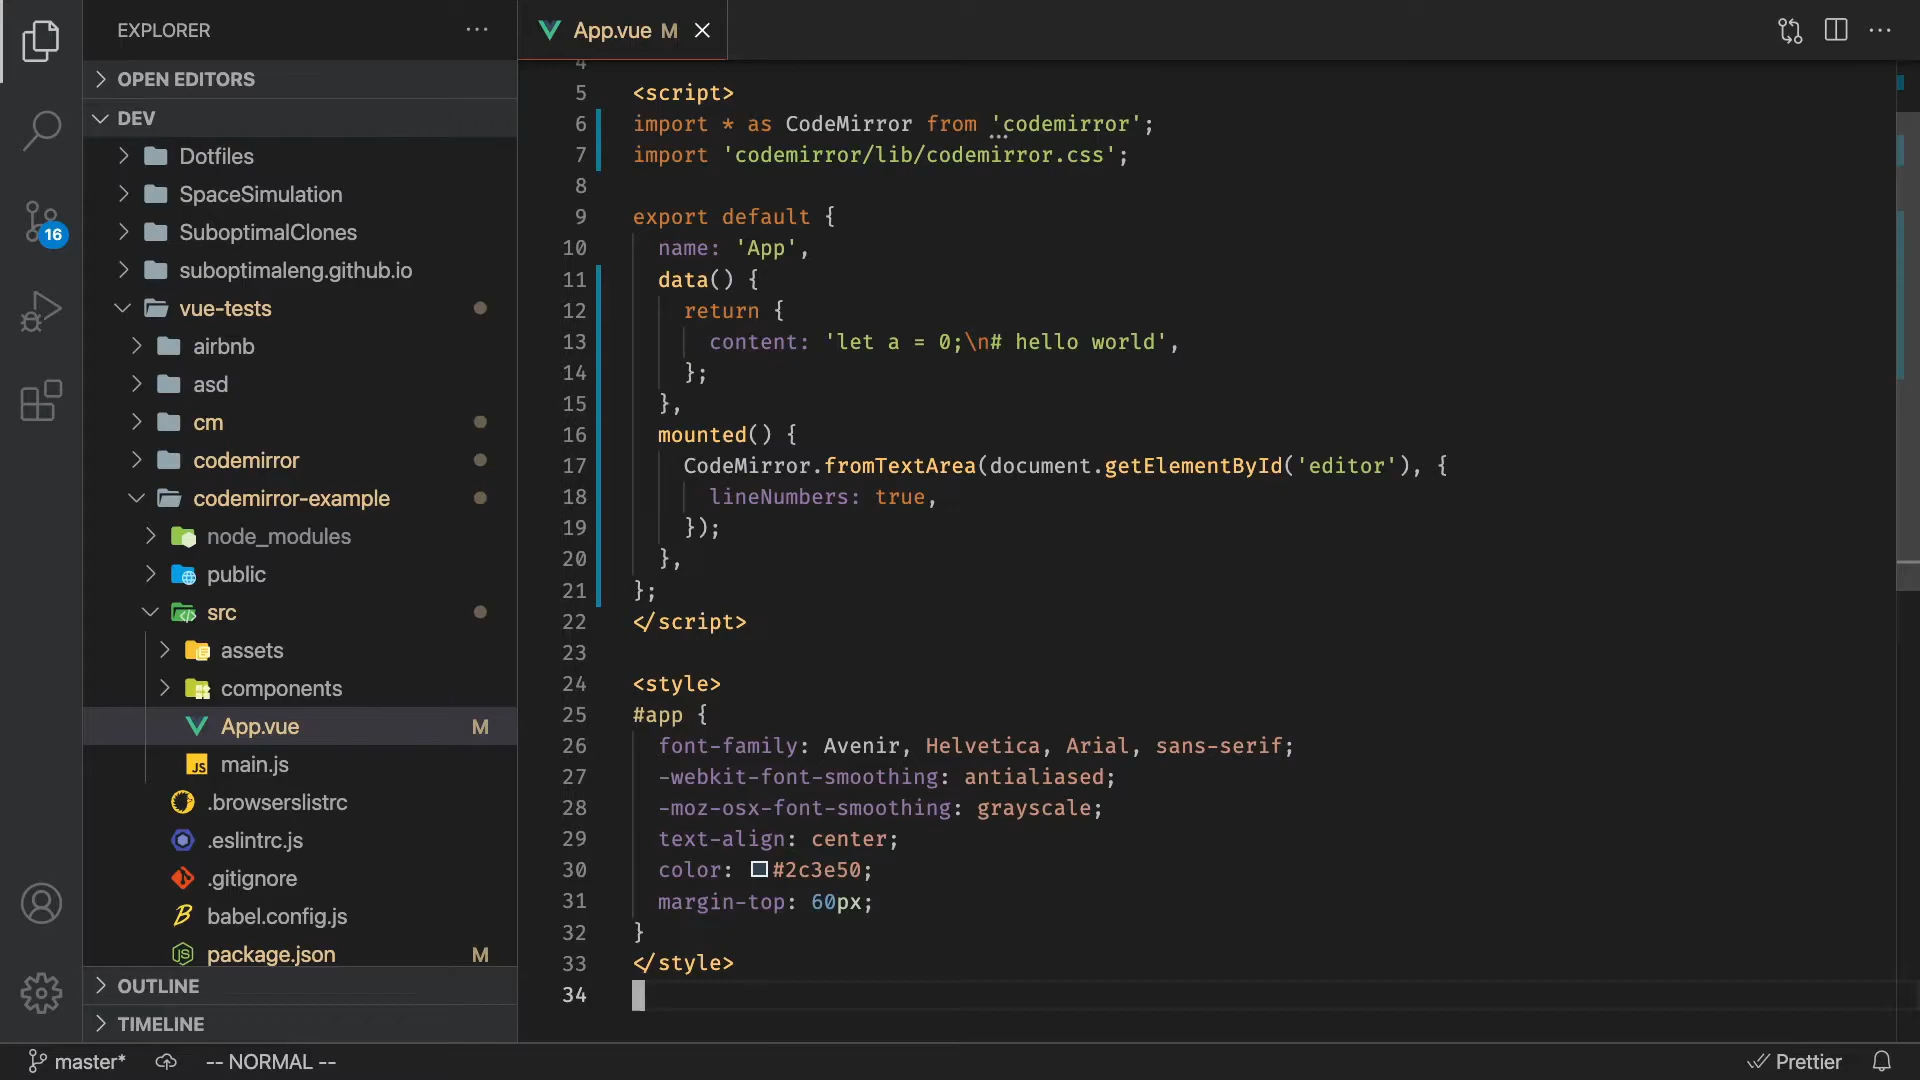 EXPLORER
OPEN EDITORS
DEV
Dotfiles
SpaceSimulation
SuboptimalClones
suboptimaleng.github.io
vue-tests
airbnb
asd
cm
codemirror
codemirror-example
node_modules
public
src
assets
components
App.vue M
JS main.js
.browserslistrc
.eslintrc.js
.gitignore
babel.config.js
package.json M
OUTLINE
TIMELINE
16
App.vue M
4
5 <script>
6 import * as CodeMirror from 'codemirror';
7 import 'codemirror/lib/codemirror.css';
8
9 export default {
10 name: 'App',
11 data() {
12 return {
13 content: 'let a = 0;\n# hello world',
14 };
15 },
16 mounted() {
17 CodeMirror.fromTextArea(document.getElementById('editor'), {
18 lineNumbers: true,
19 });
20 },
21 };
22 </script>
23
24 <style>
25 #app {
26 font-family: Avenir, Helvetica, Arial, sans-serif;
27 -webkit-font-smoothing: antialiased;
28 -moz-osx-font-smoothing: grayscale;
29 text-align: center;
30 color: #2c3e50;
31 margin-top: 60px;
32 }
33 </style>
34
master* -- NORMAL -- Prettier